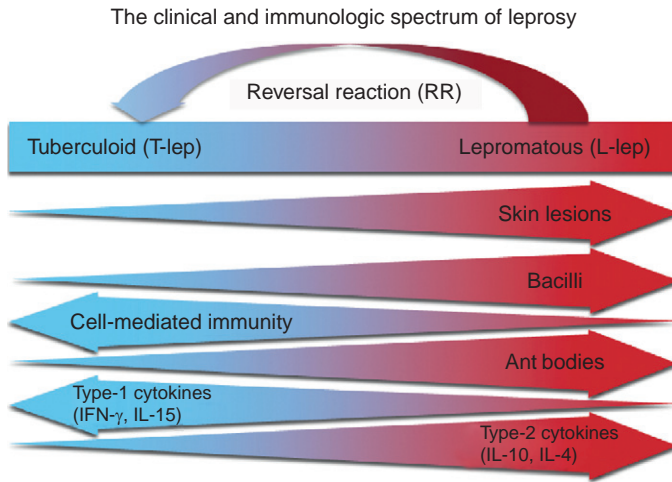 The clinical and immunologic spectrum of leprosy
Reversal reaction (RR)
Tuberculoid (T-lep)
Lepromatous (L-lep)
Skin lesions
Bacilli
Cell-mediated immunity
Ant bodies
Type-1 cytokines
(IFN-γ, IL-15)
Type-2 cytokines
(IL-10, IL-4)